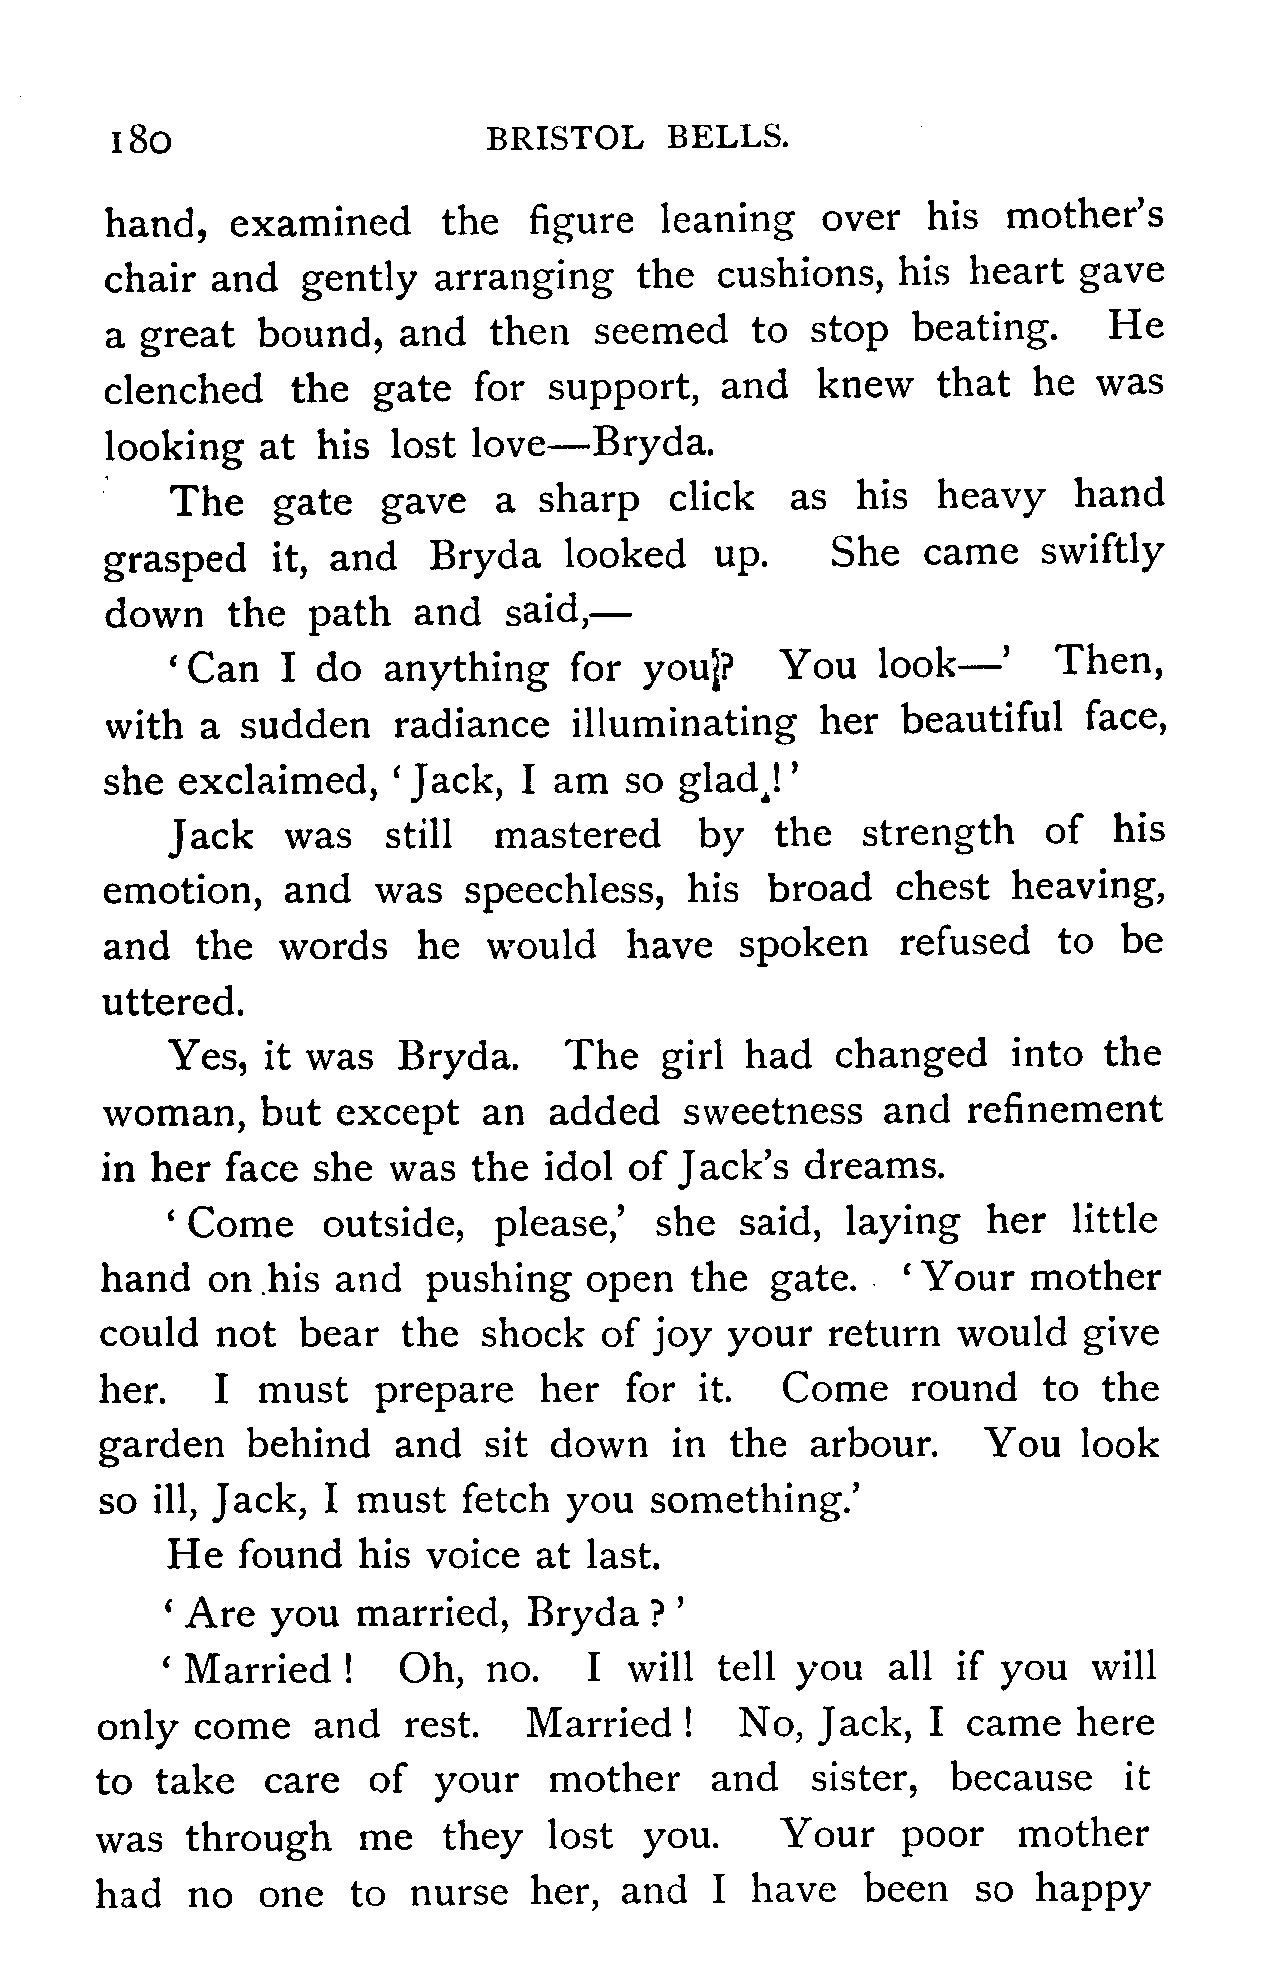 180 BRISTOL BELLS.
hand, examined the figure leaning over his mother's
chair and gently arranging the cushions, his heart gave
a great bound, and then seemed to stop beating. He
clenched the gate for support, and knew that he was
looking at his lost love—Bryda.
The gate gave a sharp click as his heavy hand
grasped it, and Bryda looked up. She came swiftly
down the path and said,—
‘Can I do anything for you? You look—’ Then,
with a sudden radiance illuminating her beautiful face,
she exclaimed, ‘Jack, I am so glad!’
Jack was still mastered by the strength of his
emotion, and was speechless, his broad chest heaving,
and the words he would have spoken refused to be
uttered.
Yes, it was Bryda. The girl had changed into the
woman, but except an added sweetness and refinement
in her face she was the idol of Jack's dreams.
‘Come outside, please,’ she said, laying her little
hand on his and pushing open the gate. ‘Your mother
could not bear the shock of joy your return would give
her. I must prepare her for it. Come round to the
garden behind and sit down in the arbour. You look
so ill, Jack, I must fetch you something.’
He found his voice at last.
‘Are you married, Bryda?’
‘Married! Oh, no. I will tell you all if you will
only come and rest. Married! No, Jack, I came here
to take care of your mother and sister, because it
was through me they lost you. Your poor mother
had no one to nurse her, and I have been so happy